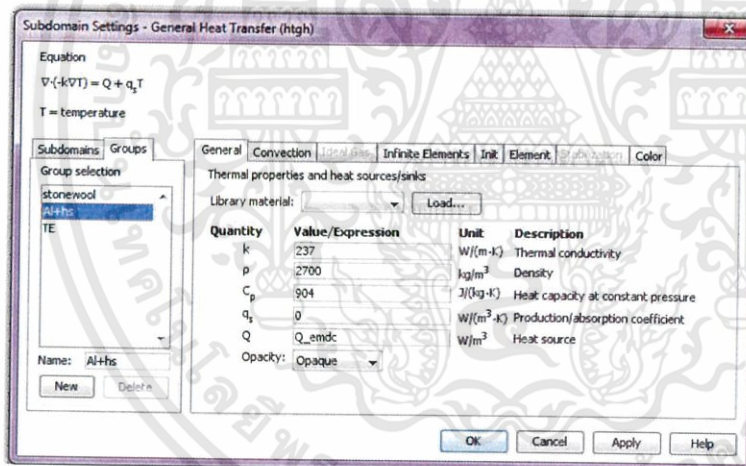 Subdomain Settings - General Heat Transfer (htgh)
Equation
∇·(-k∇T) = Q + qsT
T = temperature
Subdomains Groups
General Convection Ideal Gas Infinite Elements Init Element Stabilization Color
Group selection
stonewool
Al+hs
TE
Name: Al+hs
New Delete
Thermal properties and heat sources/sinks
Library material: Load...
Quantity Value/Expression Unit Description
k 237 W/(m·K) Thermal conductivity
ρ 2700 kg/m³ Density
Cp 904 J/(kg·K) Heat capacity at constant pressure
qs 0 W/(m³·K) Production/absorption coefficient
Q Q_emdc W/m³ Heat source
Opacity: Opaque
OK Cancel Apply Help